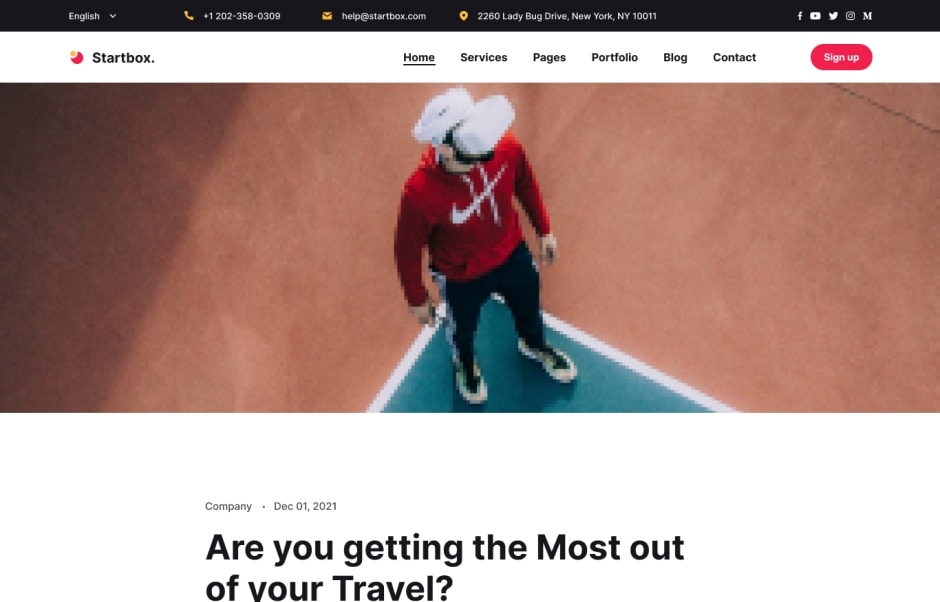 English
+1 202-358-0309
help@startbox.com
2260 Lady Bug Drive, New York, NY 10011
Startbox.
Home
Services
Pages
Portfolio
Blog
Contact
Sign up
Company • Dec 01, 2021
Are you getting the Most out
of your Travel?